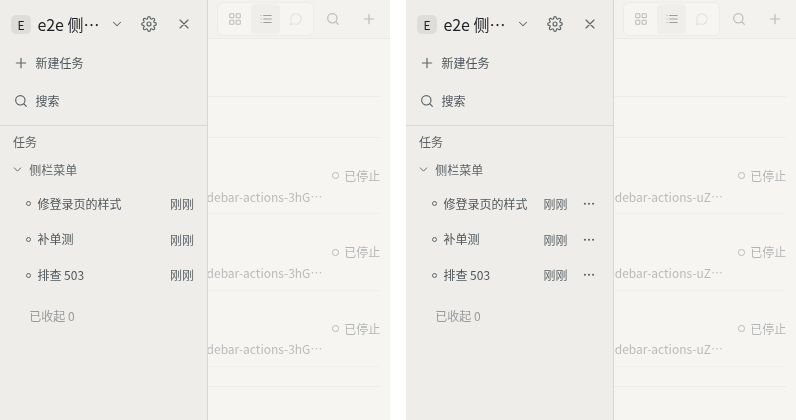 E e2e 侧…
新建任务
搜索
任务
侧栏菜单
修登录页的样式 刚刚
补单测 刚刚
排查 503 刚刚
已收起 0
已停止
debar-actions-3hG…
已停止
debar-actions-3hG…
已停止
debar-actions-3hG…
E e2e 侧…
新建任务
搜索
任务
侧栏菜单
修登录页的样式 刚刚 …
补单测 刚刚 …
排查 503 刚刚 …
已收起 0
已停止
debar-actions-uZ…
已停止
debar-actions-uZ…
已停止
debar-actions-uZ…